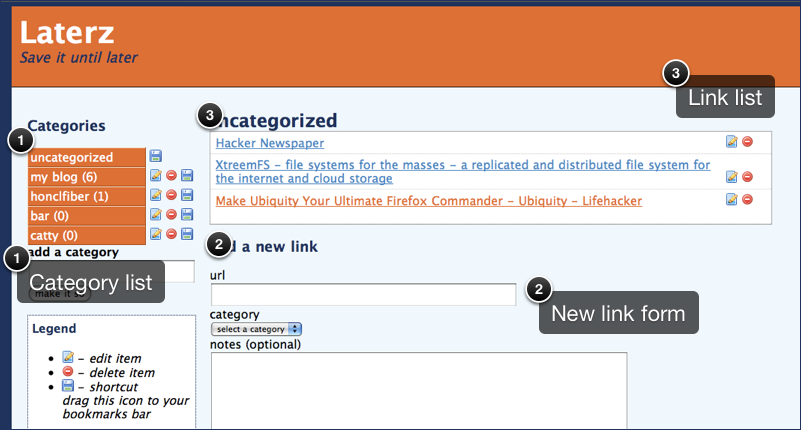 Laterz
Save it until later
3
Link list
Categories
1
uncategorized
my blog (6)
honclfiber (1)
bar (0)
catty (0)
add a category
1
Category list
make it so
Legend
- edit item
- delete item
- shortcut
drag this icon to your
bookmarks bar
3
uncategorized
Hacker Newspaper
XtreemFS - file systems for the masses - a replicated and distributed file system for
the internet and cloud storage
Make Ubiquity Your Ultimate Firefox Commander - Ubiquity - Lifehacker
2
d a new link
url
2
New link form
category
select a category
notes (optional)